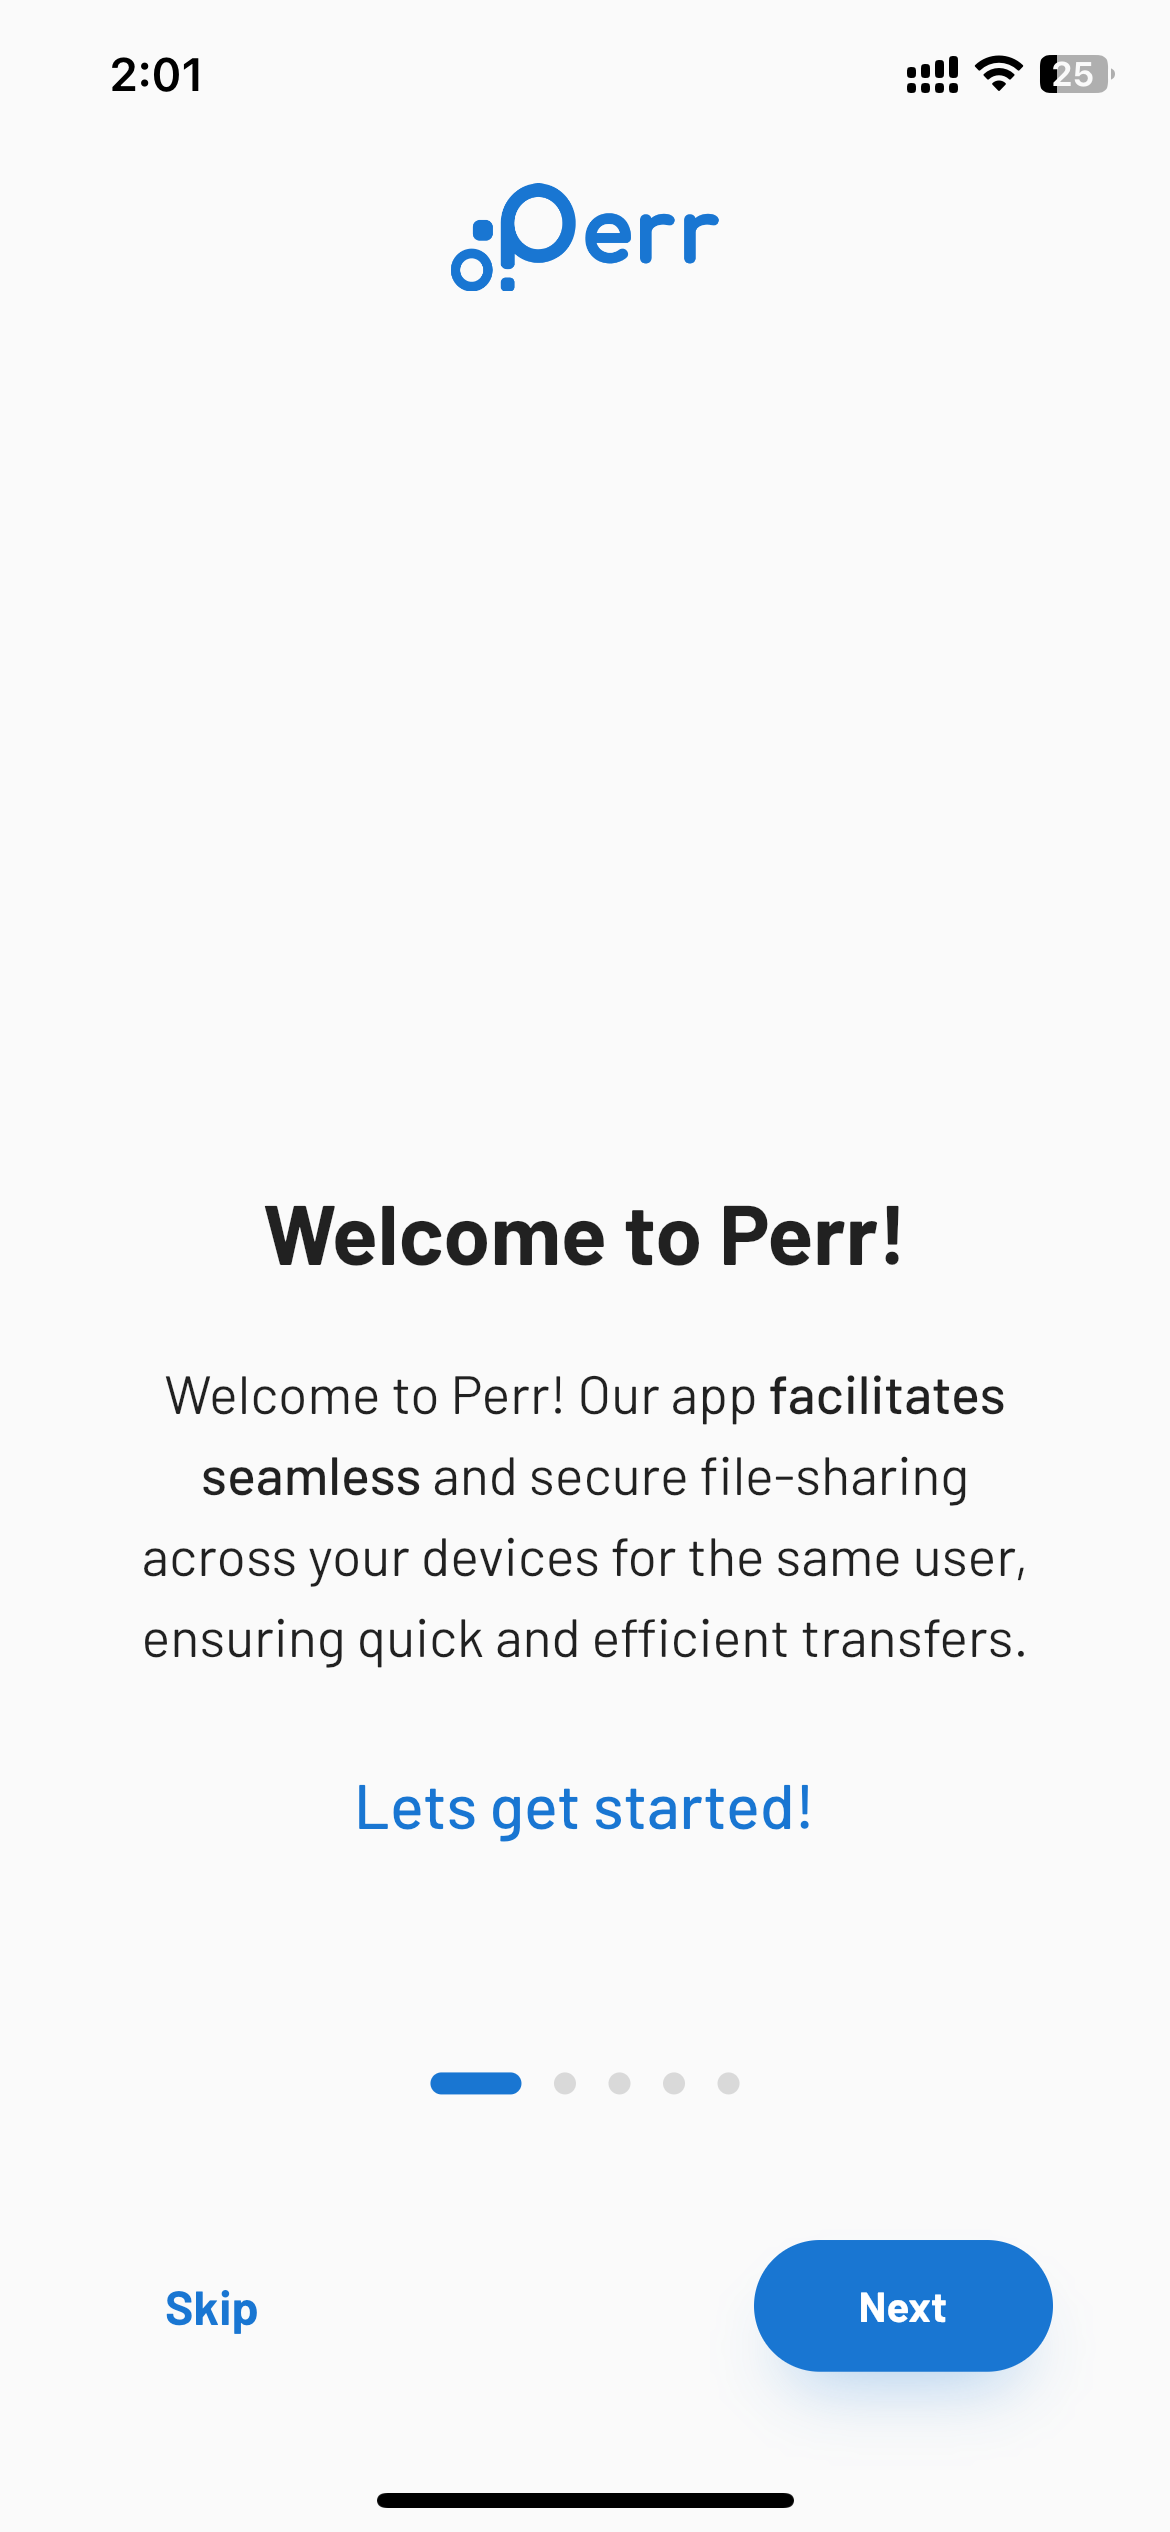 2:01
25
Perr
Welcome to Perr!
Welcome to Perr! Our app facilitates
seamless and secure file-sharing
across your devices for the same user,
ensuring quick and efficient transfers.
Lets get started!
Skip
Next